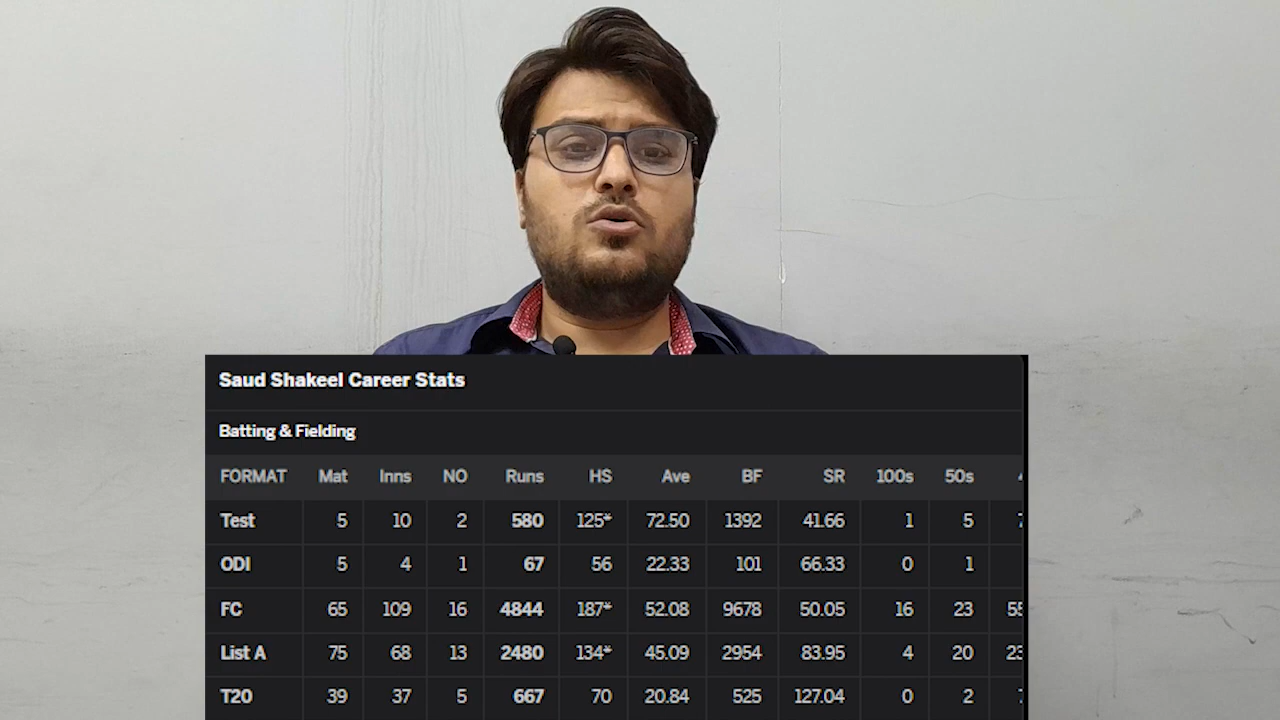 Saud Shakeel Career Stats
Batting & Fielding
FORMAT Mat Inns NO Runs HS Ave BF SR 100s 50s
Test 5 10 2 580 125* 72.50 1392 41.66 1 5
ODI 5 4 1 67 56 22.33 101 66.33 0 1
FC 65 109 16 4844 187* 52.08 9678 50.05 16 23
List A 75 68 13 2480 134* 45.09 2954 83.95 4 20
T20 39 37 5 667 70 20.84 525 127.04 0 2